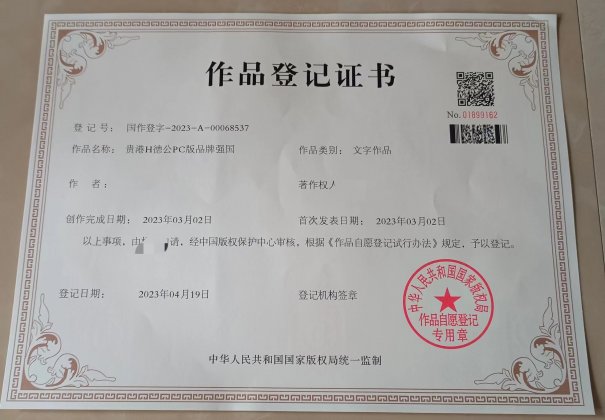 作品登记证书
No.01899162
登 记 号： 国作登字-2023-A-00068537
作品名称： 贵港H德公PC版品牌强国 作品类别： 文字作品
作 者： 著作权人
创作完成日期： 2023年03月02日 首次发表日期： 2023年03月02日
以上事项，由 申请，经中国版权保护中心审核，根据《作品自愿登记试行办法》规定，予以登记。
登记日期： 2023年04月19日 登记机构签章
中华人民共和国国家版权局
作品自愿登记
专用章
中华人民共和国国家版权局统一监制